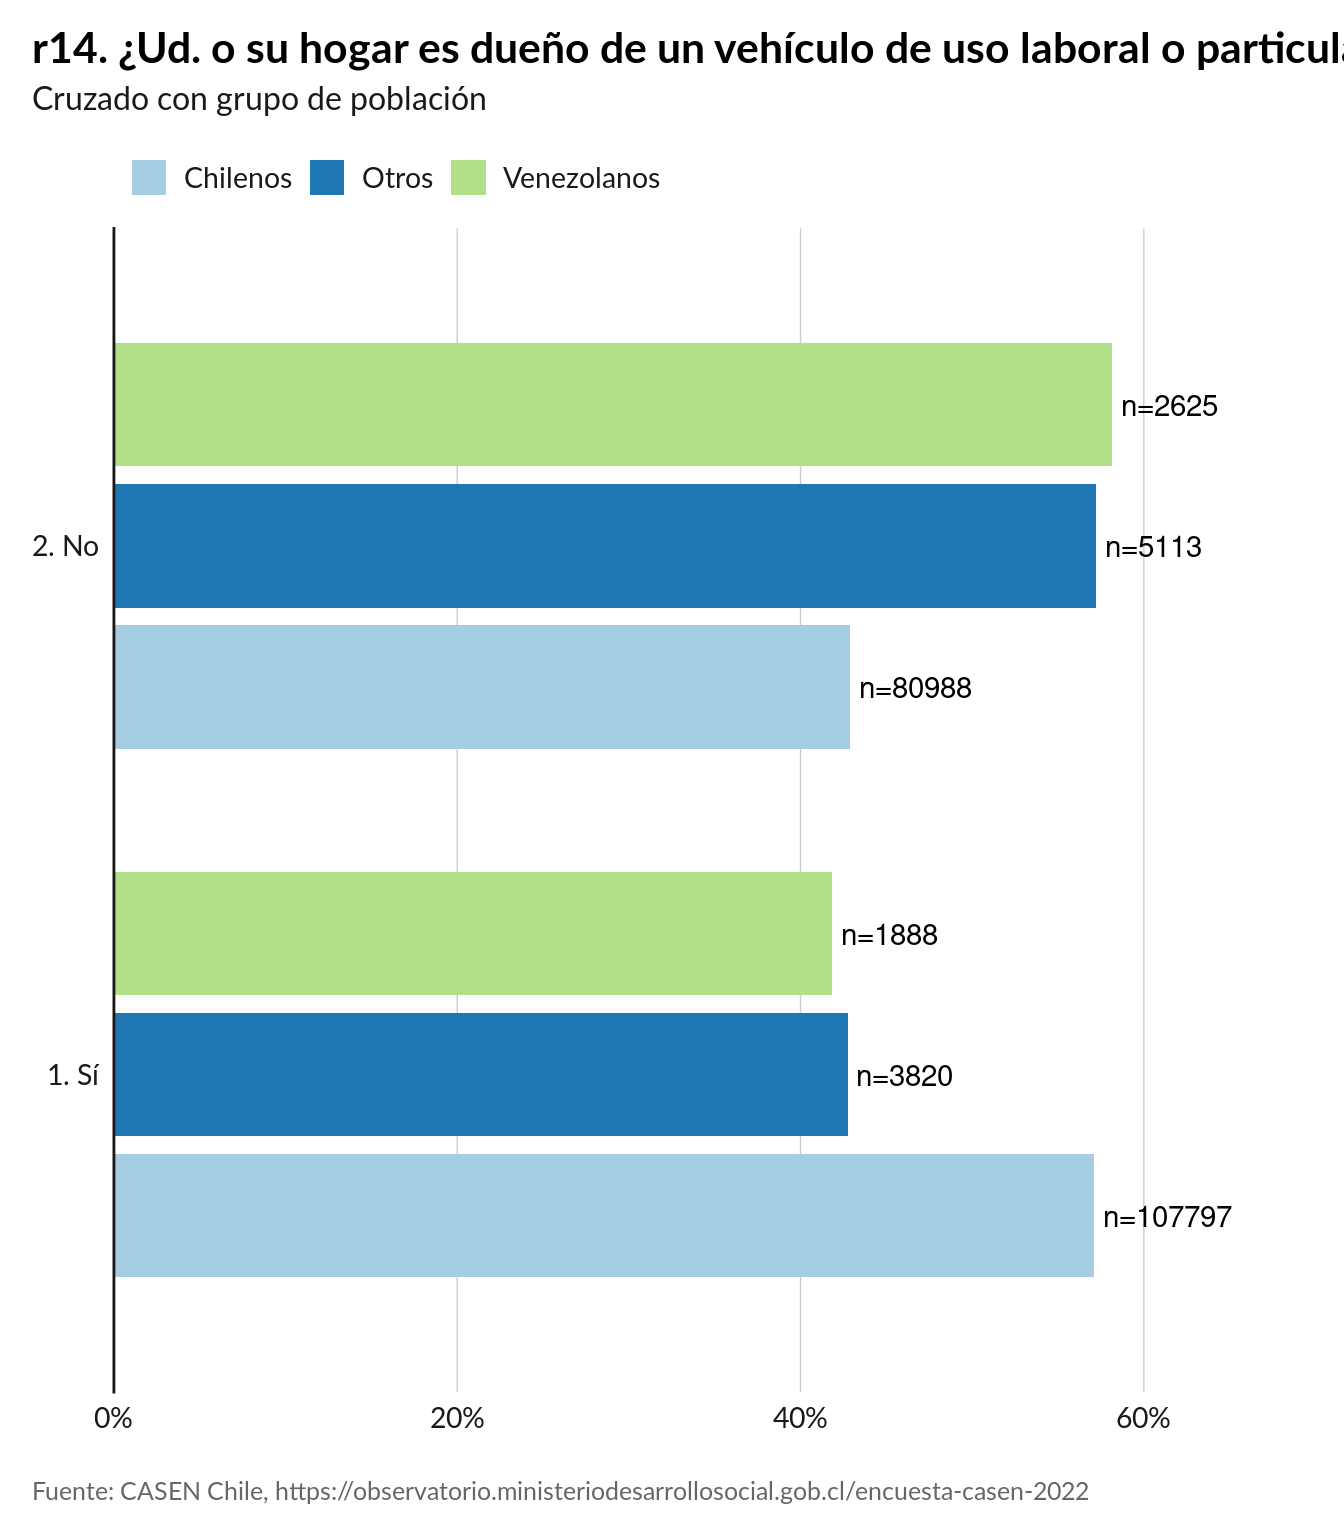 r14. ¿Ud. o su hogar es dueño de un vehículo de uso laboral o
Cruzado con grupo de población
Chilenos Otros Venezolanos
n=2625
2. No
n=5113
n=80988
n=1888
1. Sí
n=3820
n=107797
0% 20% 40% 60%
Fuente: CASEN Chile, https://observatorio.ministeriodesarrollosocial.gob.cl/encuesta-casen-2022